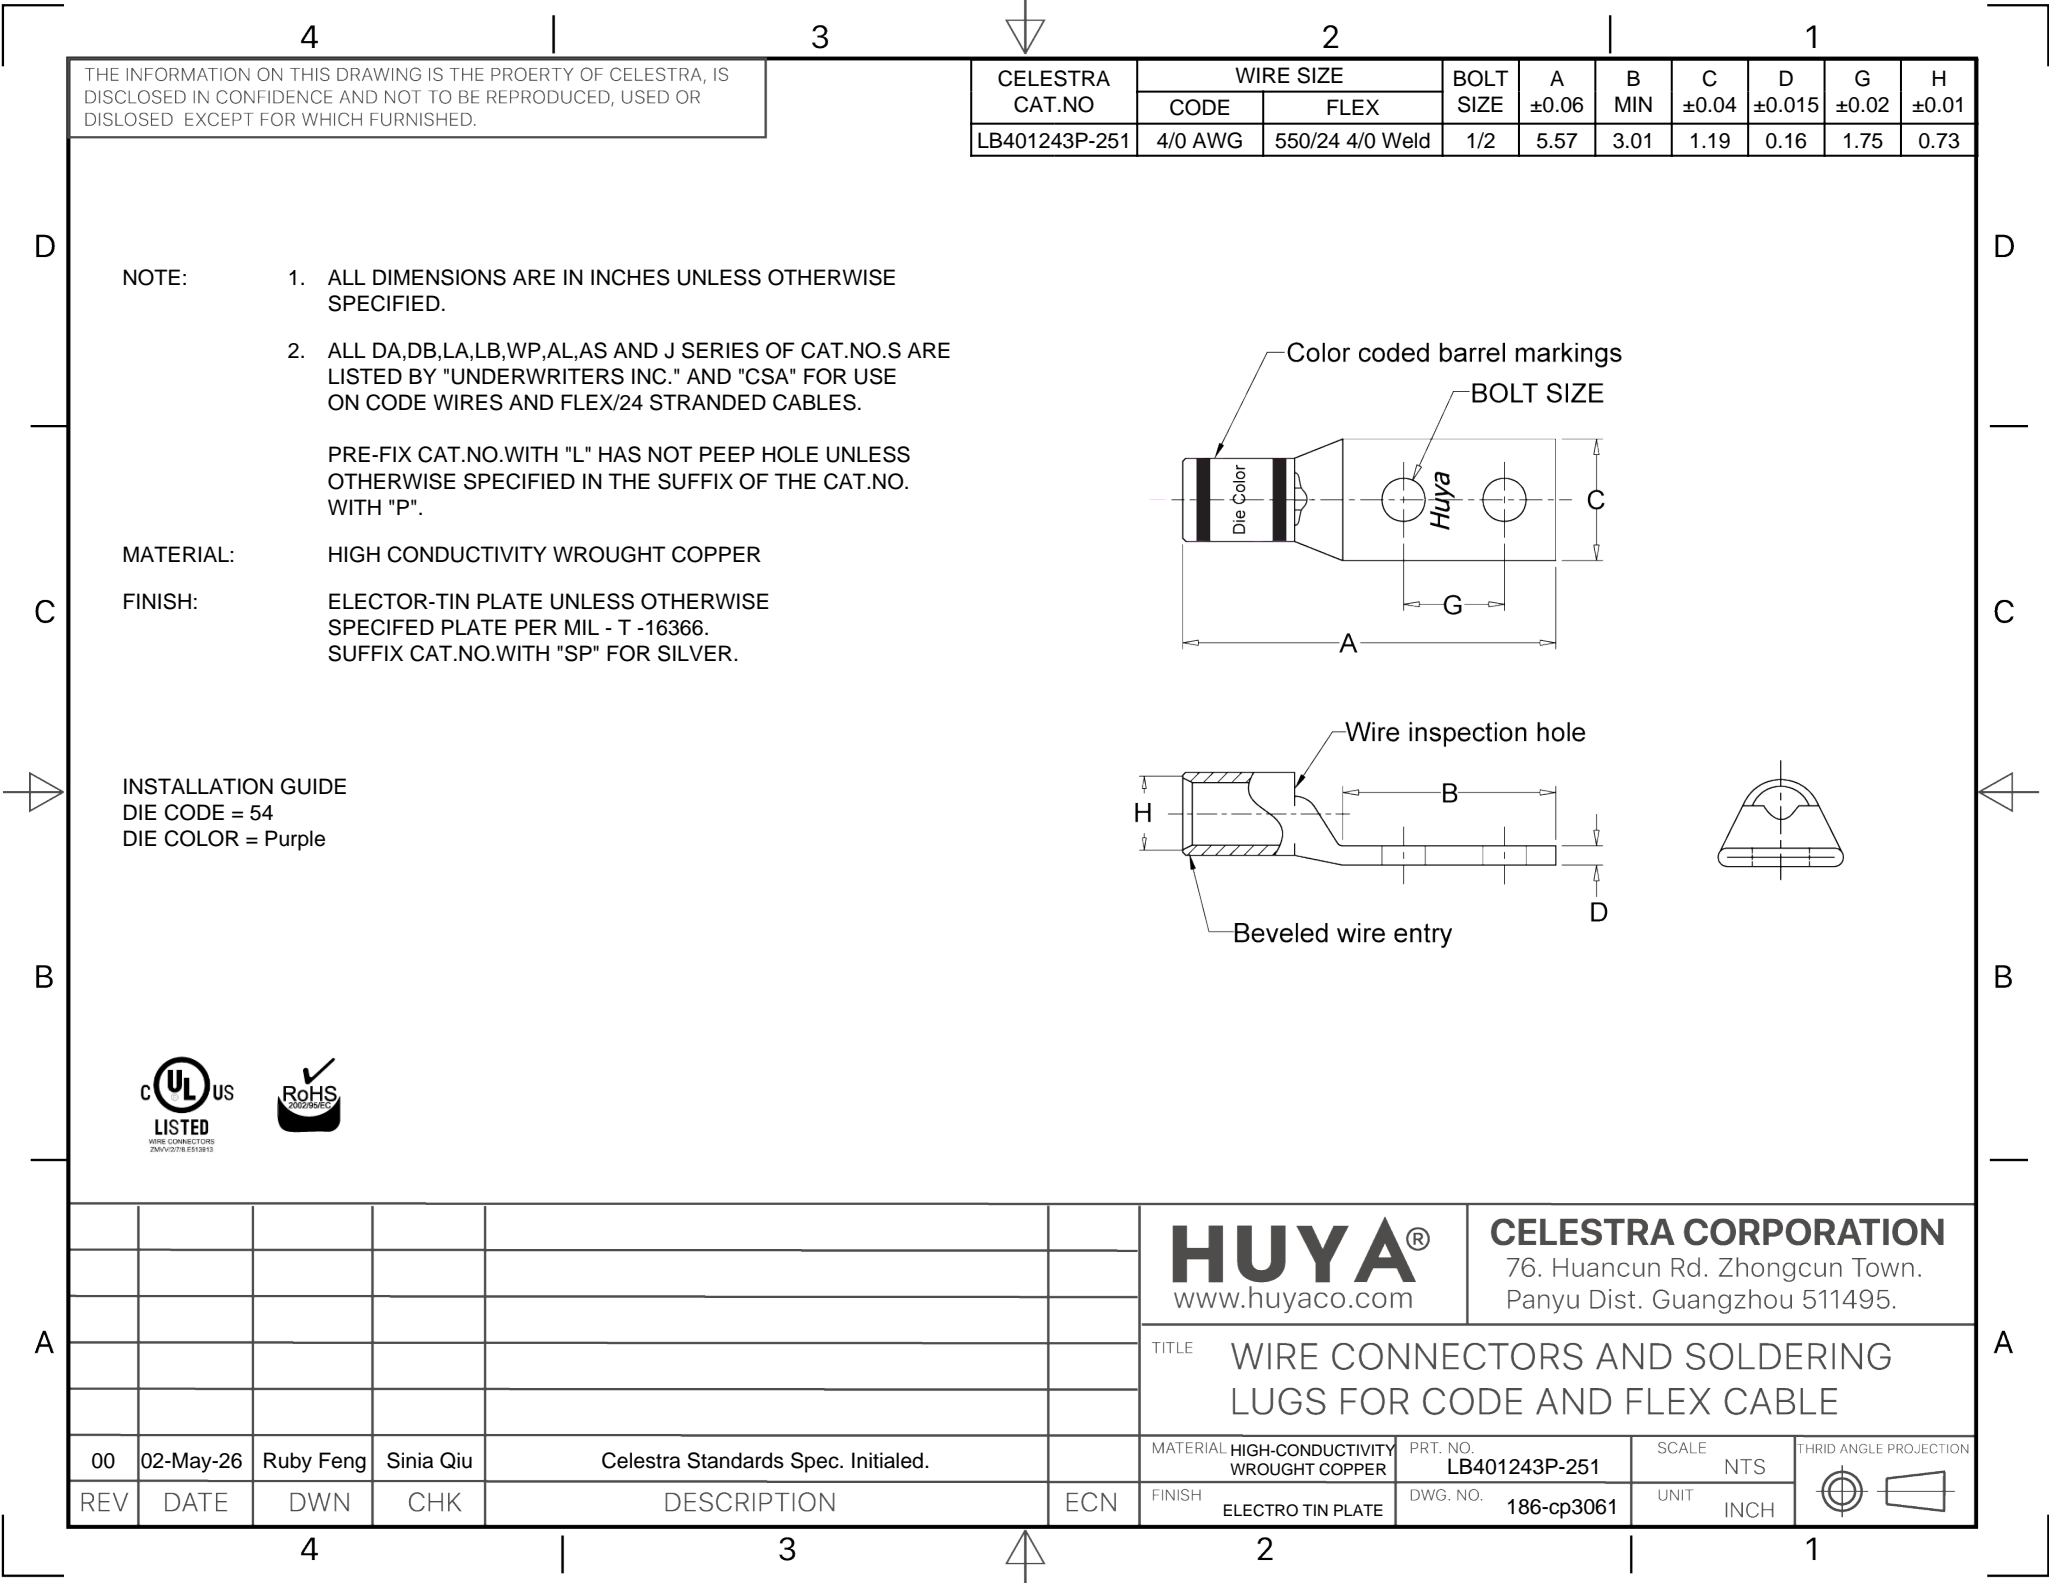 4 3 2 1
THE INFORMATION ON THIS DRAWING IS THE PROERTY OF CELESTRA, IS
DISCLOSED IN CONFIDENCE AND NOT TO BE REPRODUCED, USED OR
DISLOSED EXCEPT FOR WHICH FURNISHED.
CELESTRA CAT.NO WIRE SIZE BOLT SIZE A ±0.06 B MIN C ±0.04 D ±0.015 G ±0.02 H ±0.01
CODE FLEX
LB401243P-251 4/0 AWG 550/24 4/0 Weld 1/2 5.57 3.01 1.19 0.16 1.75 0.73
D D
NOTE: 1. ALL DIMENSIONS ARE IN INCHES UNLESS OTHERWISE
SPECIFIED.
2. ALL DA,DB,LA,LB,WP,AL,AS AND J SERIES OF CAT.NO.S ARE
LISTED BY "UNDERWRITERS INC." AND "CSA" FOR USE
ON CODE WIRES AND FLEX/24 STRANDED CABLES.
PRE-FIX CAT.NO.WITH "L" HAS NOT PEEP HOLE UNLESS
OTHERWISE SPECIFIED IN THE SUFFIX OF THE CAT.NO.
WITH "P".
MATERIAL: HIGH CONDUCTIVITY WROUGHT COPPER
FINISH: ELECTOR-TIN PLATE UNLESS OTHERWISE
SPECIFED PLATE PER MIL - T -16366.
SUFFIX CAT.NO.WITH "SP" FOR SILVER.
Color coded barrel markings
BOLT SIZE
Die Color
Huya
C
G
A
C C
Wire inspection hole
H
B
D
Beveled wire entry
INSTALLATION GUIDE
DIE CODE = 54
DIE COLOR = Purple
B B
C UL US
LISTED
WIRE CONNECTORS
ZMVV/2/7/8.E513913
RoHS
2002/95/EC
A A
HUYA®
www.huyaco.com
CELESTRA CORPORATION
76. Huancun Rd. Zhongcun Town.
Panyu Dist. Guangzhou 511495.
TITLE WIRE CONNECTORS AND SOLDERING
LUGS FOR CODE AND FLEX CABLE
00 02-May-26 Ruby Feng Sinia Qiu Celestra Standards Spec. Initialed.
REV DATE DWN CHK DESCRIPTION ECN
MATERIAL HIGH-CONDUCTIVITY
WROUGHT COPPER
PRT. NO.
LB401243P-251
SCALE
NTS
THRID ANGLE PROJECTION
FINISH
ELECTRO TIN PLATE
DWG. NO. 186-cp3061
UNIT
INCH
4 3 2 1